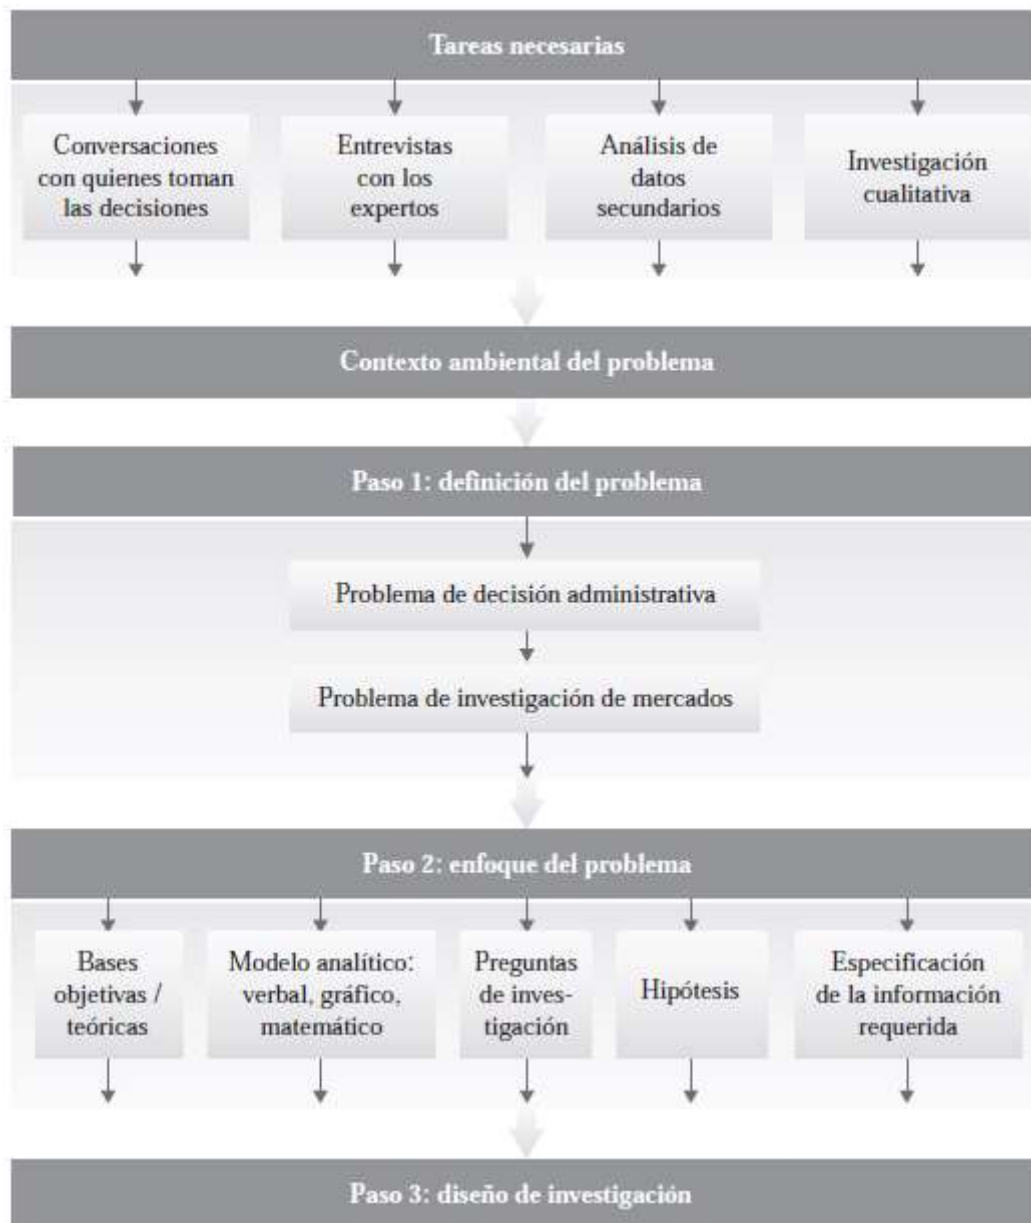 Tareas necesarias
Conversaciones
con quienes toman
las decisiones
Entrevistas
con los
expertos
Análisis de
datos
secundarios
Investigación
cualitativa
Contexto ambiental del problema
Paso 1: definición del problema
Problema de decisión administrativa
Problema de investigación de mercados
Paso 2: enfoque del problema
Bases
objetivas /
teóricas
Modelo analítico:
verbal, gráfico,
matemático
Preguntas
de inves-
tigación
Hipótesis
Especificación
de la información
requerida
Paso 3: diseño de investigación